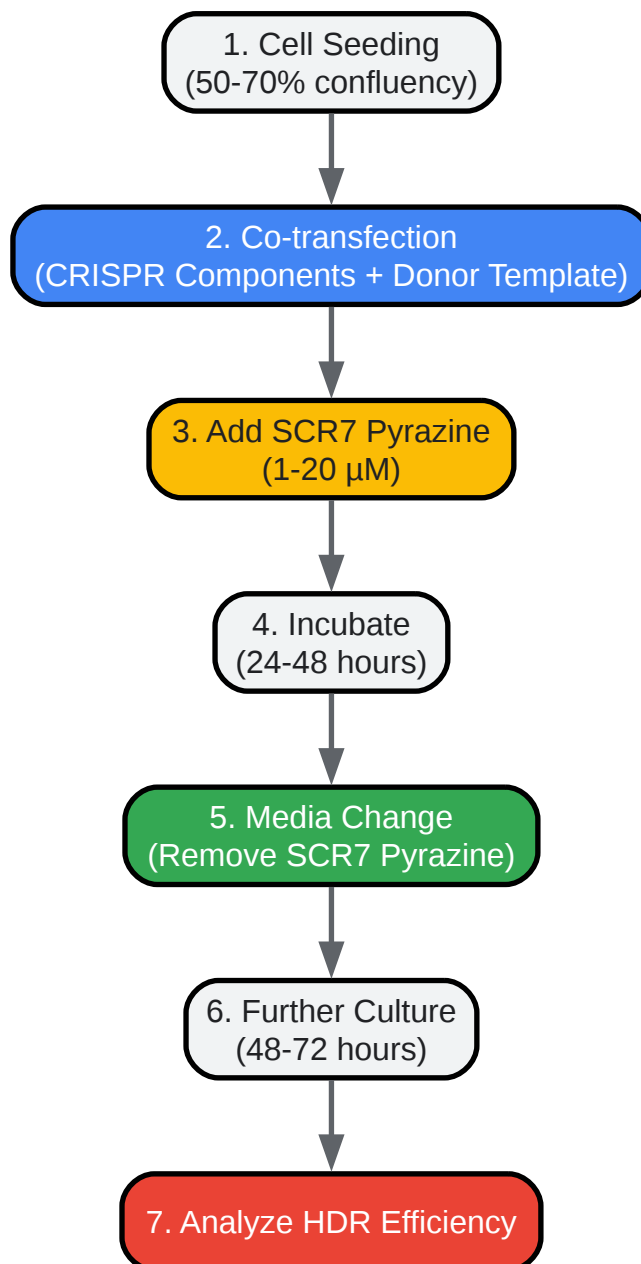 1. Cell Seeding
(50-70% confluency)
2. Co-transfection
(CRISPR Components + Donor Template)
3. Add SCR7 Pyrazine
(1-20 µM)
4. Incubate
(24-48 hours)
5. Media Change
(Remove SCR7 Pyrazine)
6. Further Culture
(48-72 hours)
7. Analyze HDR Efficiency